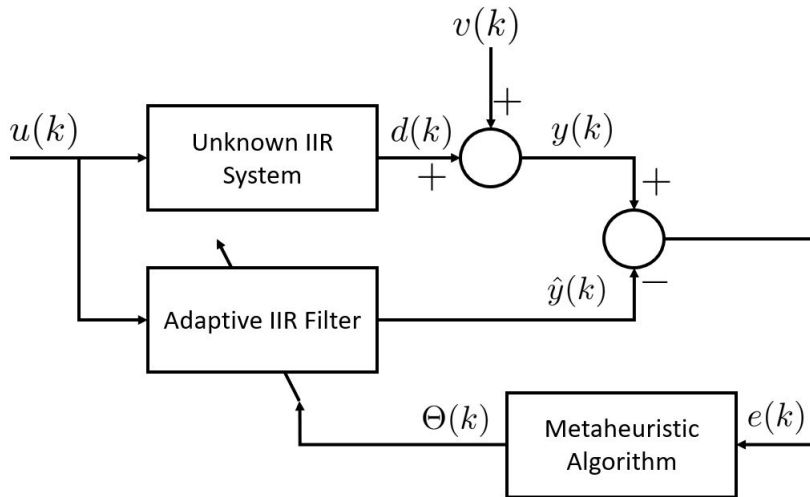 v(k)
+
u(k)
Unknown IIR
System
d(k)
+
y(k)
+
Adaptive IIR Filter
ŷ(k)
−
Θ(k)
Metaheuristic
Algorithm
e(k)